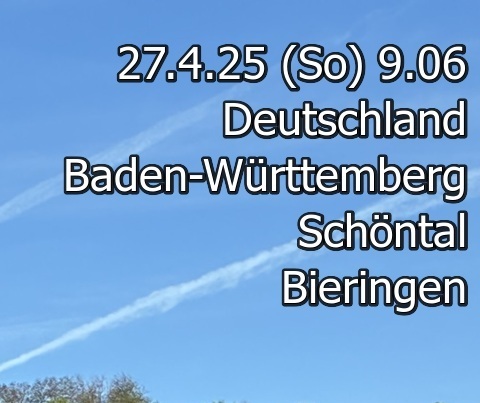 27.4.25 (So) 9.06
Deutschland
Baden-Württemberg
Schöntal
Bieringen